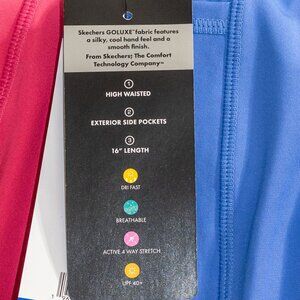 Skechers GOLUXE™ fabric features
a silky, cool hand feel and a
smooth finish.
From Skechers; The Comfort
Technology Company™
1
HIGH WAISTED
2
EXTERIOR SIDE POCKETS
3
16" LENGTH
DRI FAST
BREATHABLE
ACTIVE 4 WAY STRETCH
UPF 40+